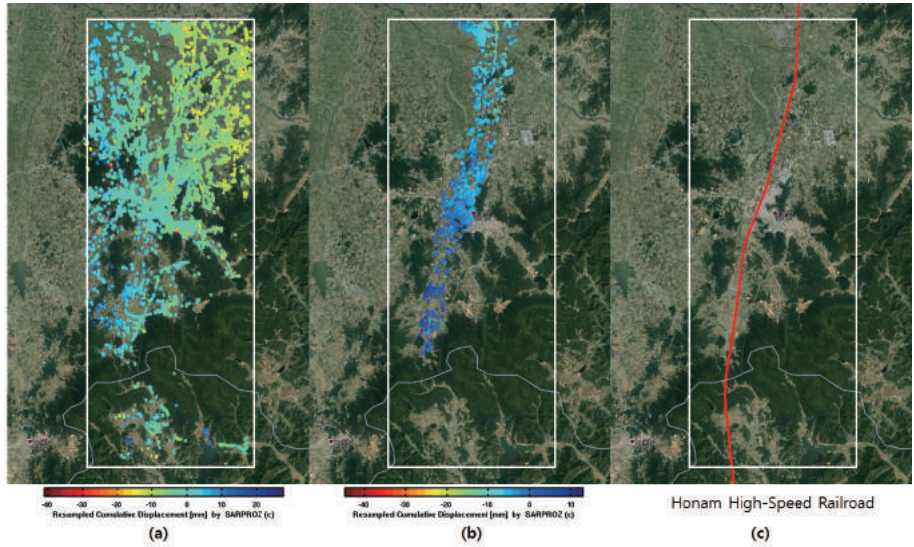 -40 -30 -20 -10 0 10 20
Resampled Cumulative Displacement [mm] by SARPROZ (c)
(a)
-40 -30 -20 -10 0 10
Resampled Cumulative Displacement [mm] by SARPROZ (c)
(b)
Honam High-Speed Railroad
(c)